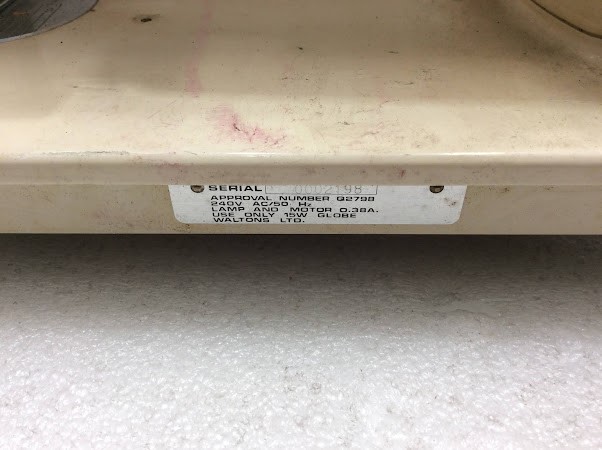 SERIAL 0002198
APPROVAL NUMBER Q2798
240V AC/50 Hz
LAMP AND MOTOR 0.38A.
USE ONLY 15W GLOBE
WALTONS LTD.